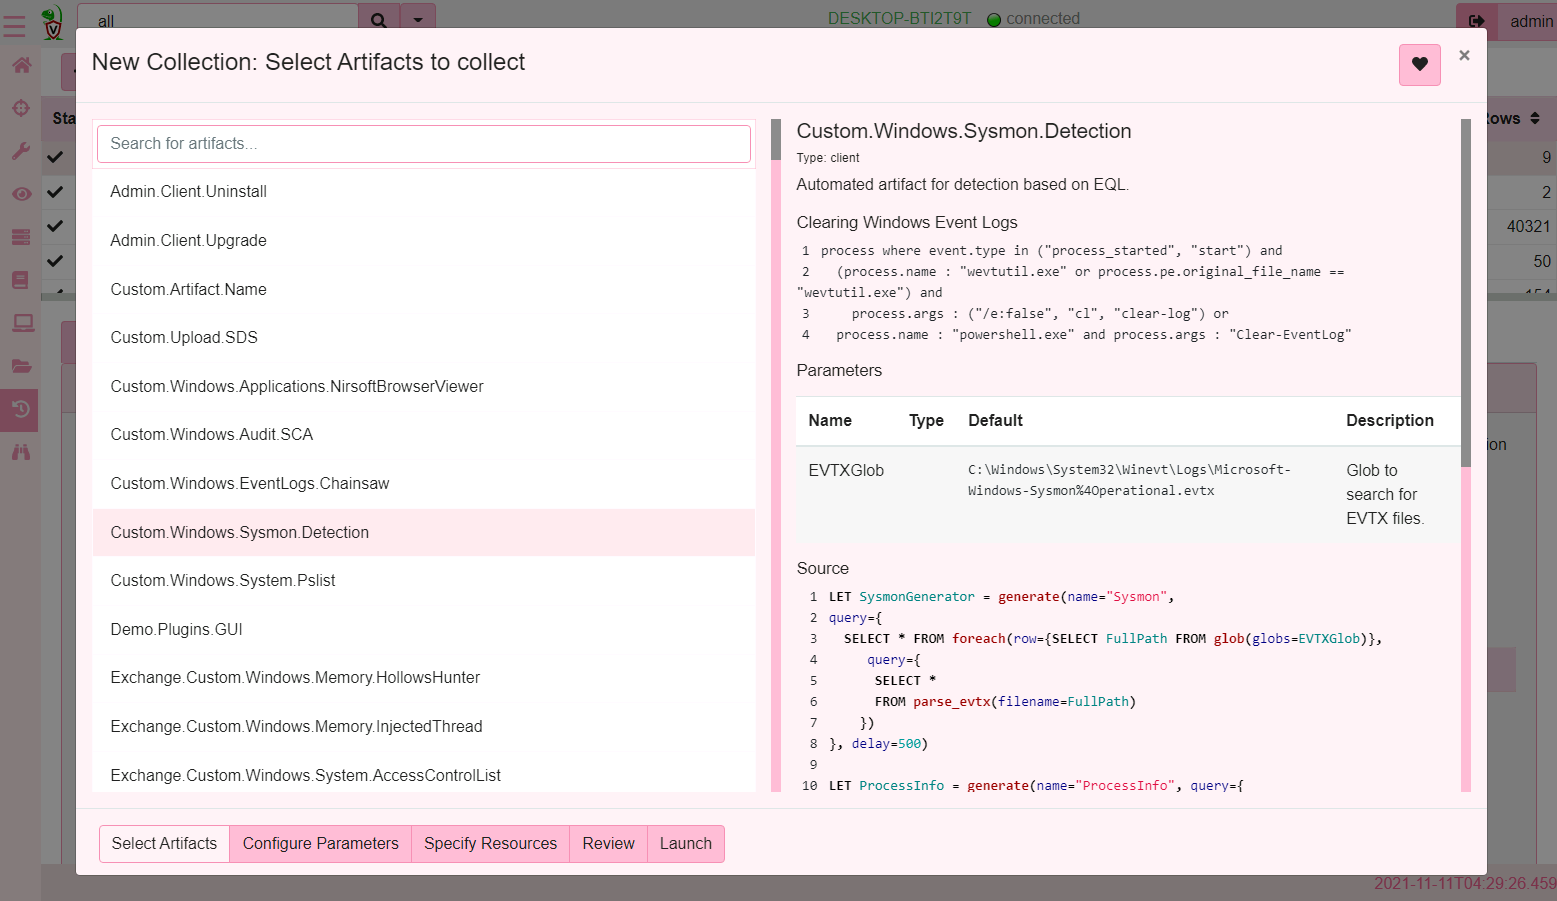 all
DESKTOP-BTI2T9T connected
admin
New Collection: Select Artifacts to collect
×
Sta
Rows
9
2
40321
50
Search for artifacts...
Admin.Client.Uninstall
Admin.Client.Upgrade
Custom.Artifact.Name
Custom.Upload.SDS
Custom.Windows.Applications.NirsoftBrowserViewer
Custom.Windows.Audit.SCA
Custom.Windows.EventLogs.Chainsaw
Custom.Windows.Sysmon.Detection
Custom.Windows.System.Pslist
Demo.Plugins.GUI
Exchange.Custom.Windows.Memory.HollowsHunter
Exchange.Custom.Windows.Memory.InjectedThread
Exchange.Custom.Windows.System.AccessControlList
Custom.Windows.Sysmon.Detection
Type: client
Automated artifact for detection based on EQL.
Clearing Windows Event Logs
1 process where event.type in ("process_started", "start") and
2 (process.name : "wevtutil.exe" or process.pe.original_file_name ==
"wevtutil.exe") and
3 process.args : ("/e:false", "cl", "clear-log") or
4 process.name : "powershell.exe" and process.args : "Clear-EventLog"
Parameters
Name Type Default Description
EVTXGlob C:\Windows\System32\Winevt\Logs\Microsoft- Glob to
Windows-Sysmon%4Operational.evtx search for
EVTX files.
ion
Source
1 LET SysmonGenerator = generate(name="Sysmon",
2 query={
3 SELECT * FROM foreach(row={SELECT FullPath FROM glob(globs=EVTXGlob)},
4 query={
5 SELECT *
6 FROM parse_evtx(filename=FullPath)
7 })
8 }, delay=500)
9
10 LET ProcessInfo = generate(name="ProcessInfo", query={
Select Artifacts Configure Parameters Specify Resources Review Launch
2021-11-11T04:29:26.459